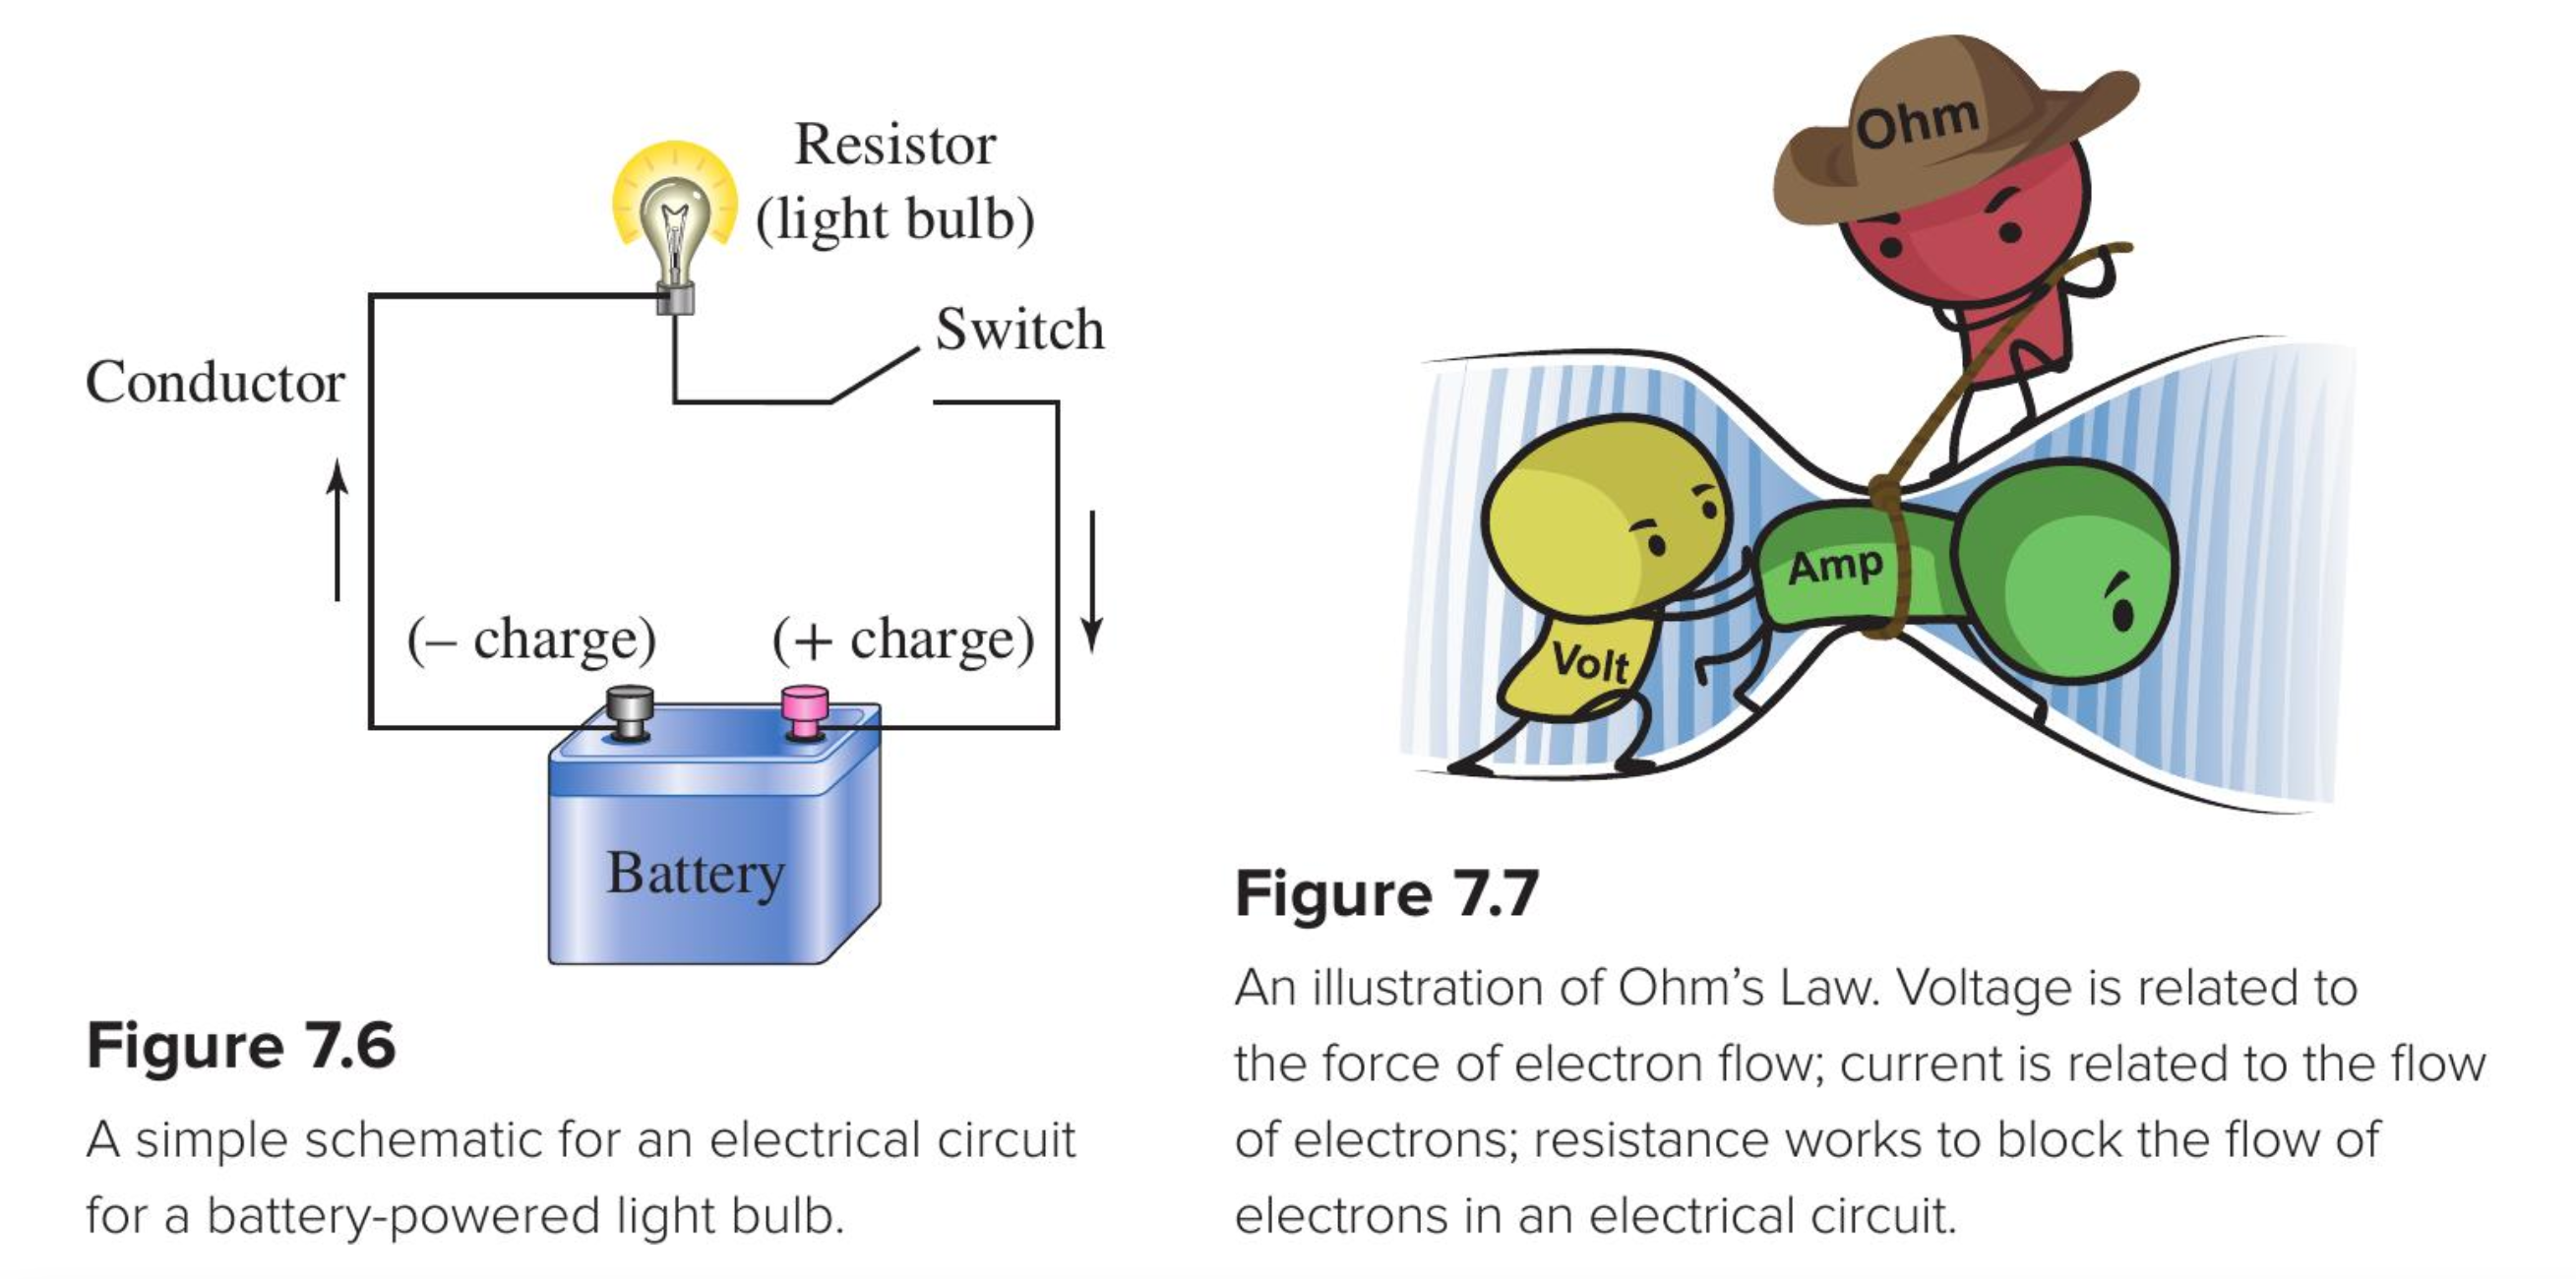 Resistor
(light bulb)
Switch
Conductor
(– charge)
(+ charge)
Battery
Figure 7.6
A simple schematic for an electrical circuit
for a battery-powered light bulb.
Ohm
Amp
Volt
Figure 7.7
An illustration of Ohm’s Law. Voltage is related to
the force of electron flow; current is related to the flow
of electrons; resistance works to block the flow of
electrons in an electrical circuit.